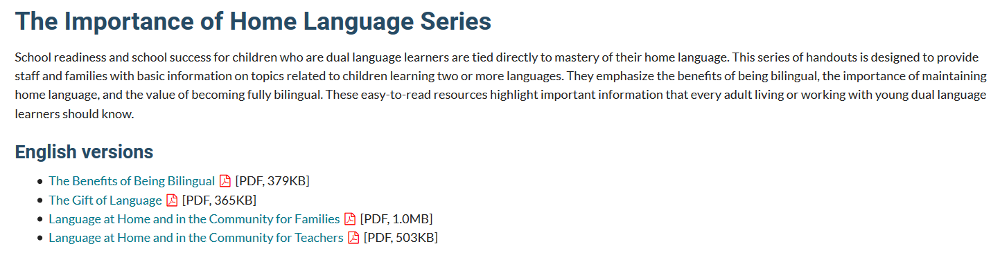 The Importance of Home Language Series
School readiness and school success for children who are dual language learners are tied directly to mastery of their home language. This series of handouts is designed to provide
staff and families with basic information on topics related to children learning two or more languages. They emphasize the benefits of being bilingual, the importance of maintaining
home language, and the value of becoming fully bilingual. These easy-to-read resources highlight important information that every adult living or working with young dual language
learners should know.
English versions
• The Benefits of Being Bilingual [PDF, 379KB]
• The Gift of Language [PDF, 365KB]
• Language at Home and in the Community for Families [PDF, 1.0MB]
• Language at Home and in the Community for Teachers [PDF, 503KB]